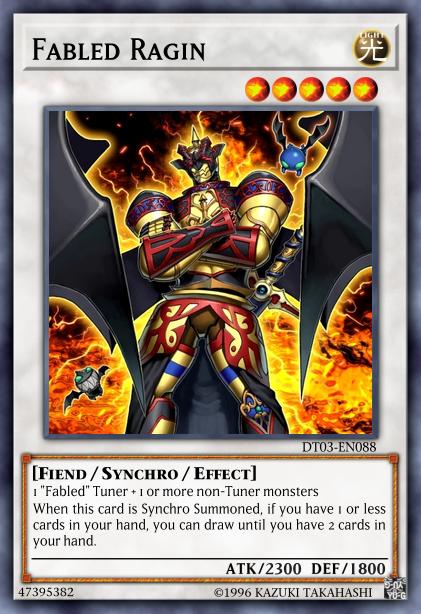 Fabled Ragin
LIGHT
光
DT03-EN088
[Fiend / Synchro / Effect]
1 "Fabled" Tuner + 1 or more non-Tuner monsters
When this card is Synchro Summoned, if you have 1 or less
cards in your hand, you can draw until you have 2 cards in
your hand.
ATK/2300 DEF/1800
47395382
©1996 KAZUKI TAKAHASHI